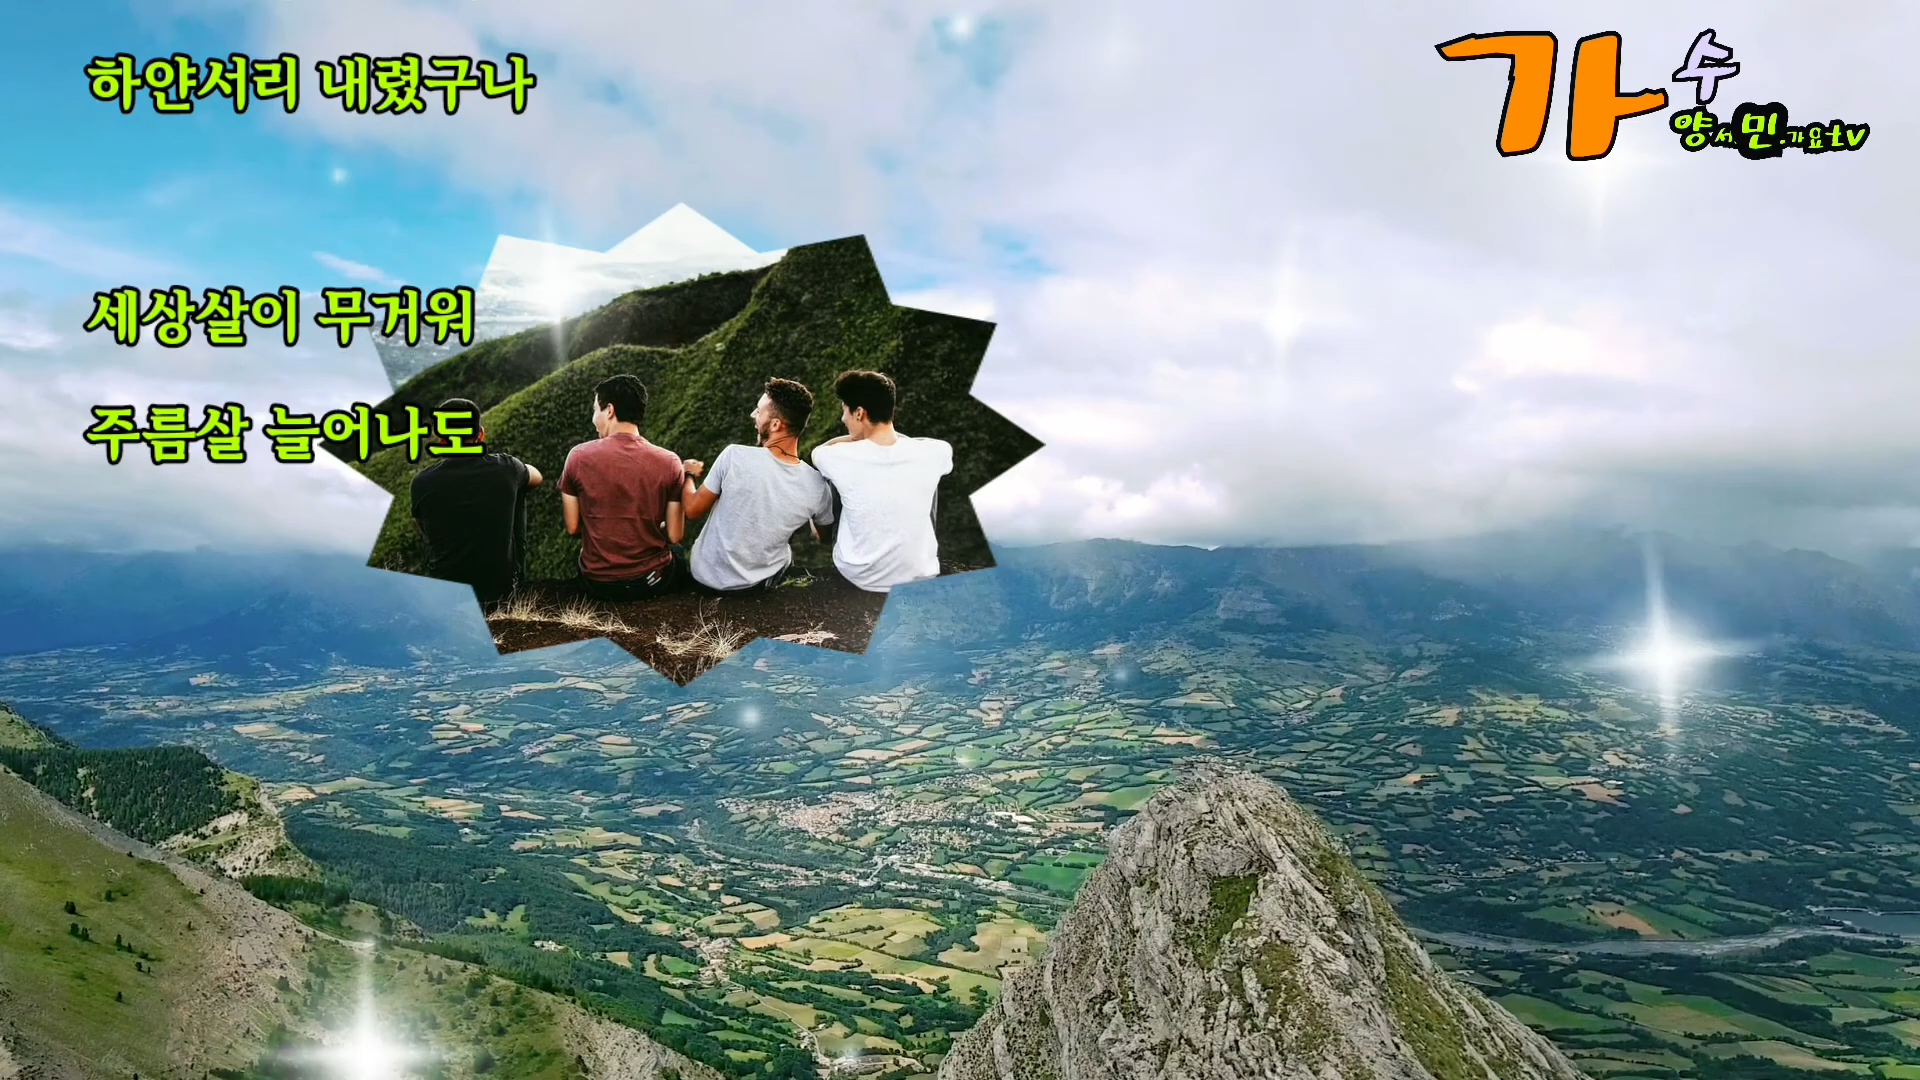 하얀서리 내렸구나
세상살이 무거워
주름살 늘어나도
가수
양서민.가요tv